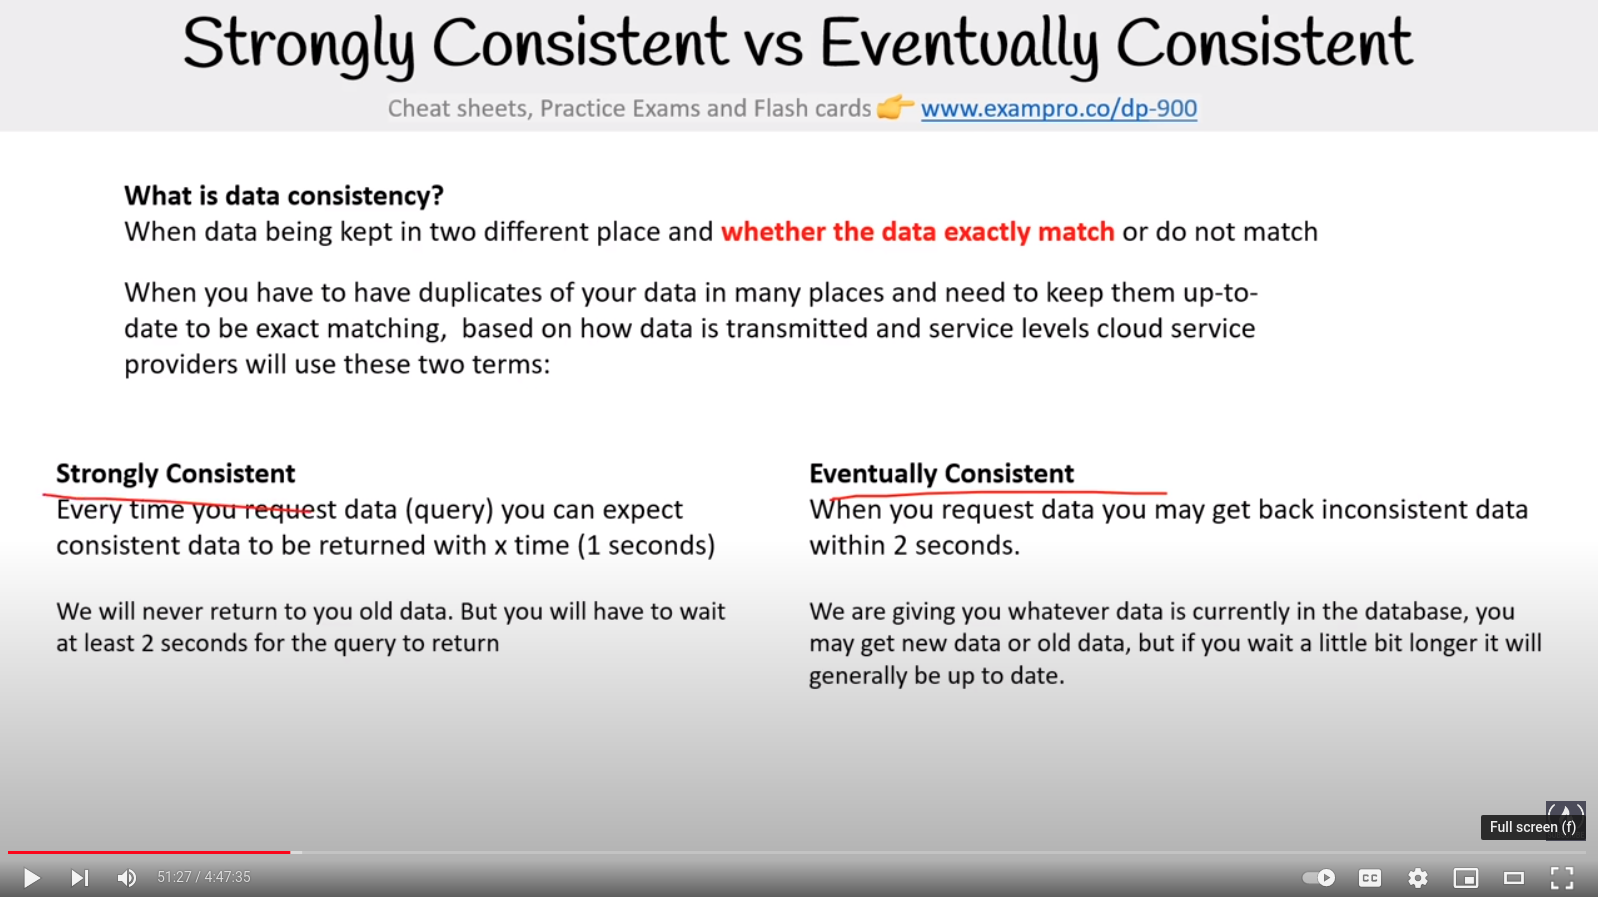 Strongly Consistent vs Eventually Consistent
Cheat sheets, Practice Exams and Flash cards 👉 www.exampro.co/dp-900
What is data consistency?
When data being kept in two different place and whether the data exactly match or do not match
When you have to have duplicates of your data in many places and need to keep them up-to-
date to be exact matching,  based on how data is transmitted and service levels cloud service
providers will use these two terms:
Strongly Consistent
Every time you request data (query) you can expect
consistent data to be returned with x time (1 seconds)
We will never return to you old data. But you will have to wait
at least 2 seconds for the query to return
Eventually Consistent
When you request data you may get back inconsistent data
within 2 seconds.
We are giving you whatever data is currently in the database, you
may get new data or old data, but if you wait a little bit longer it will
generally be up to date.
Full screen (f)
51:27 / 4:47:35
CC